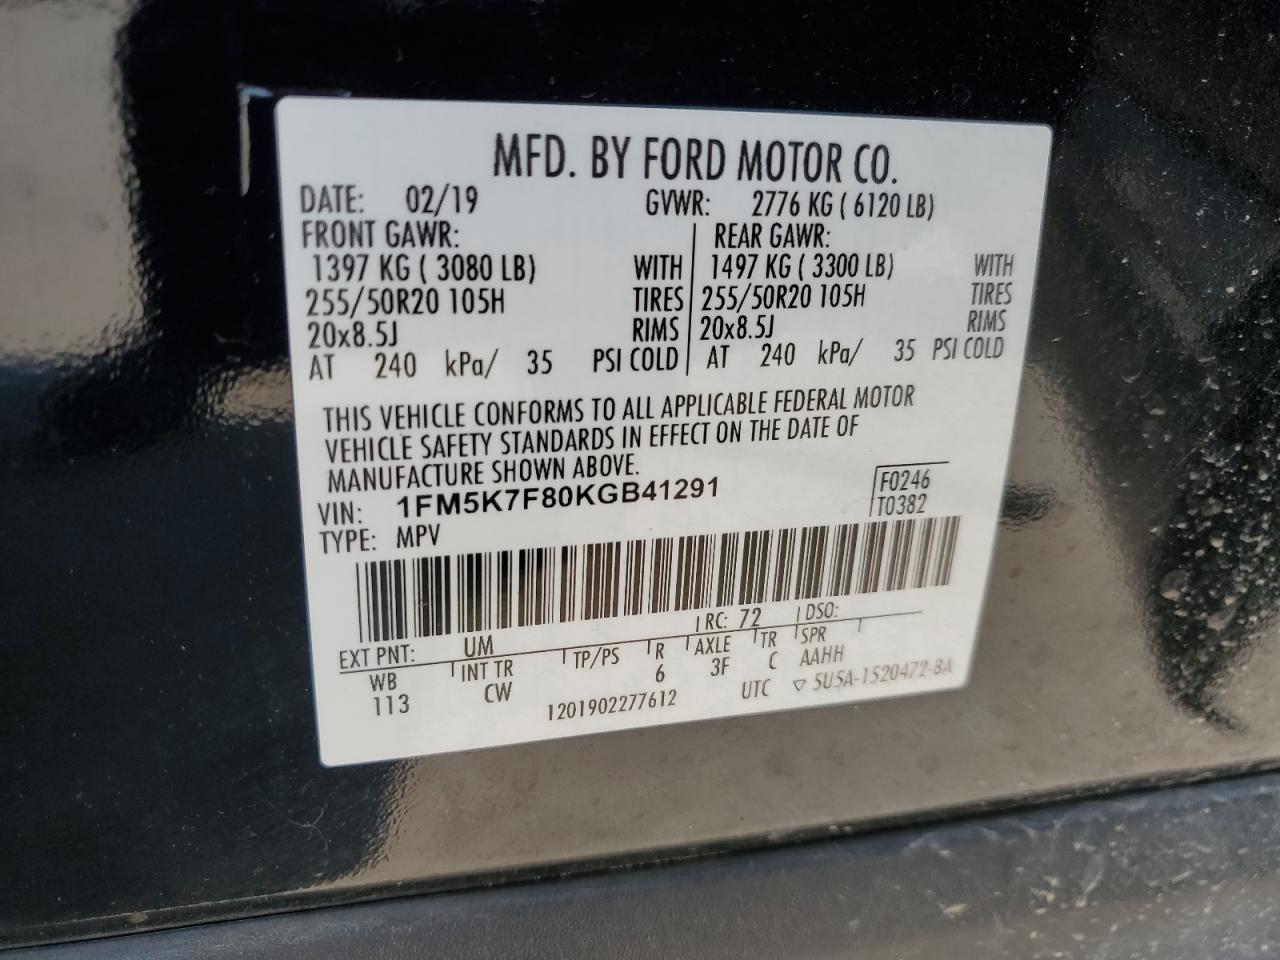 MFD. BY FORD MOTOR CO.
DATE: 02/19 GVWR: 2776 KG ( 6120 LB)
FRONT GAWR: REAR GAWR:
1397 KG ( 3080 LB) WITH 1497 KG ( 3300 LB) WITH
255/50R20 105H TIRES 255/50R20 105H TIRES
20x8.5J RIMS 20x8.5J RIMS
AT 240 kPa/ 35 PSI COLD AT 240 kPa/ 35 PSI COLD
THIS VEHICLE CONFORMS TO ALL APPLICABLE FEDERAL MOTOR
VEHICLE SAFETY STANDARDS IN EFFECT ON THE DATE OF
MANUFACTURE SHOWN ABOVE.
VIN: 1FM5K7F80KGB41291 F0246
TYPE: MPV T0382
EXT PNT: UM RC: 72 DSO:
WB INT TR TP/PS R AXLE TR SPR
113 CW 6 3F C AAHH
1201902277612 UTC ▽ 5U5A-1520472-BA